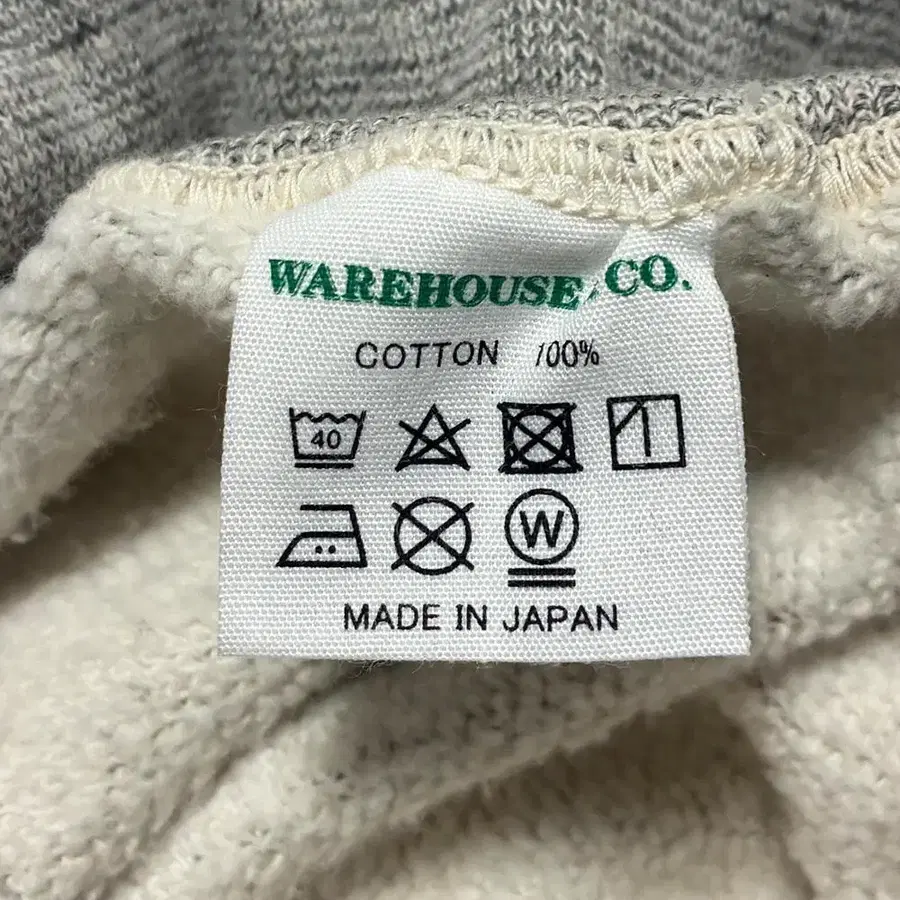 WAREHOUSE, CO.
COTTON 100%
40
W
MADE IN JAPAN